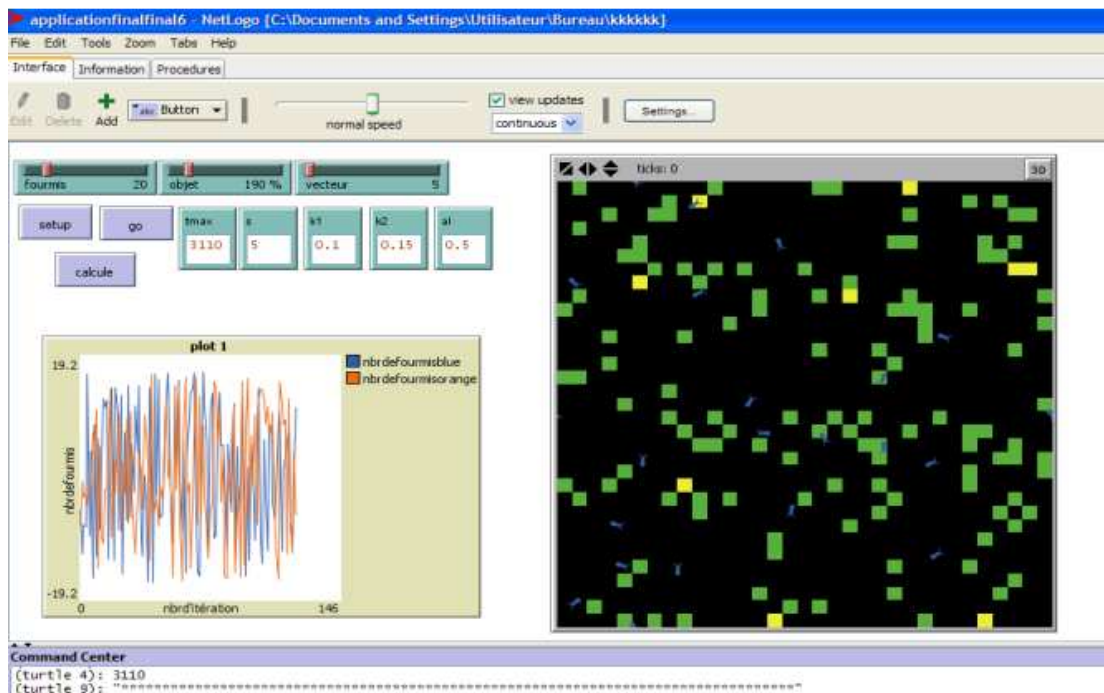 applicationfinalfinal6 - NetLogo {C:\Documents and Settings\Utilisateur\Bureau\kkkkkk}
File Edit Tools Zoom Tabs Help
Interface Information Procedures
Edit Delete Add abc Button normal speed view updates continuous Settings...
fourmis 20 objet 190 % vecteur 5
ticks: 0 3D
setup go calcule
tmax 3110
s 5
k1 0.1
k2 0.15
al 0.5
plot 1
19.2
nbrdefourmis
-19.2
0 nbrd'itération 146
nbrdefourmisblue
nbrdefourmisorange
Command Center
(turtle 4): 3110